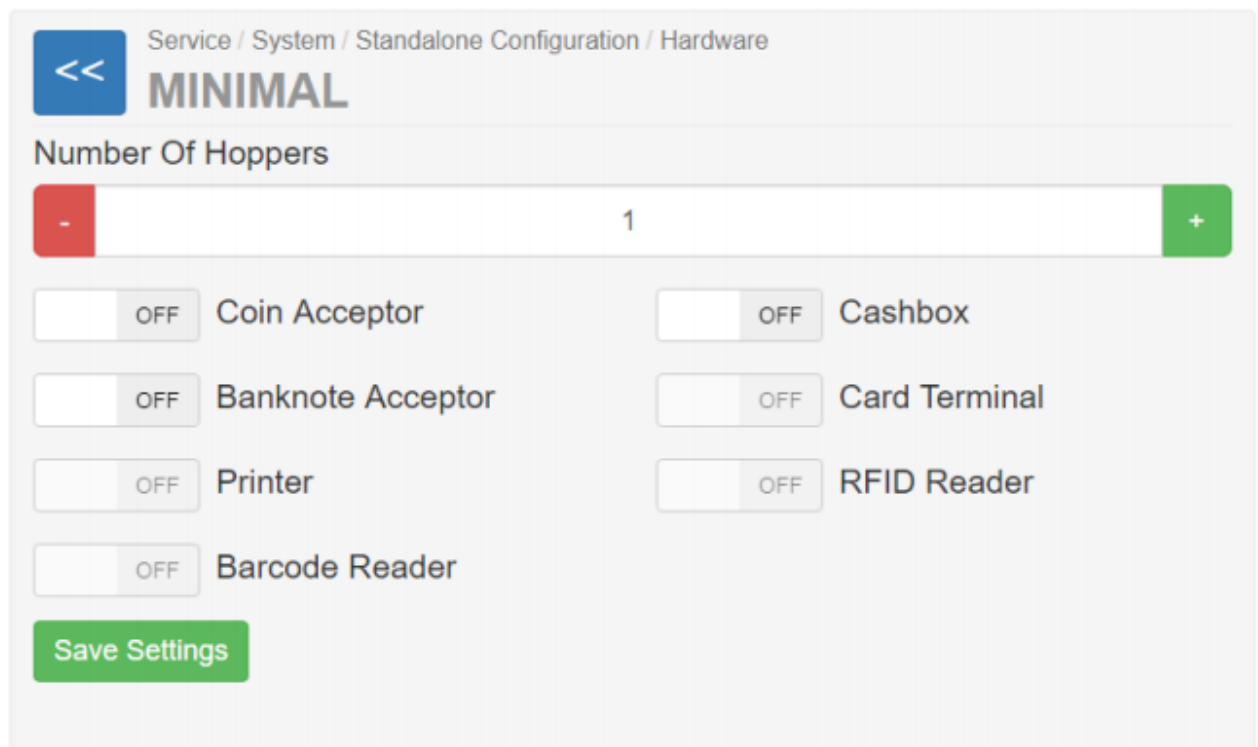 <<
Service / System / Standalone Configuration / Hardware
MINIMAL
Number Of Hoppers
- 1 +
OFF Coin Acceptor OFF Cashbox
OFF Banknote Acceptor OFF Card Terminal
OFF Printer OFF RFID Reader
OFF Barcode Reader
Save Settings